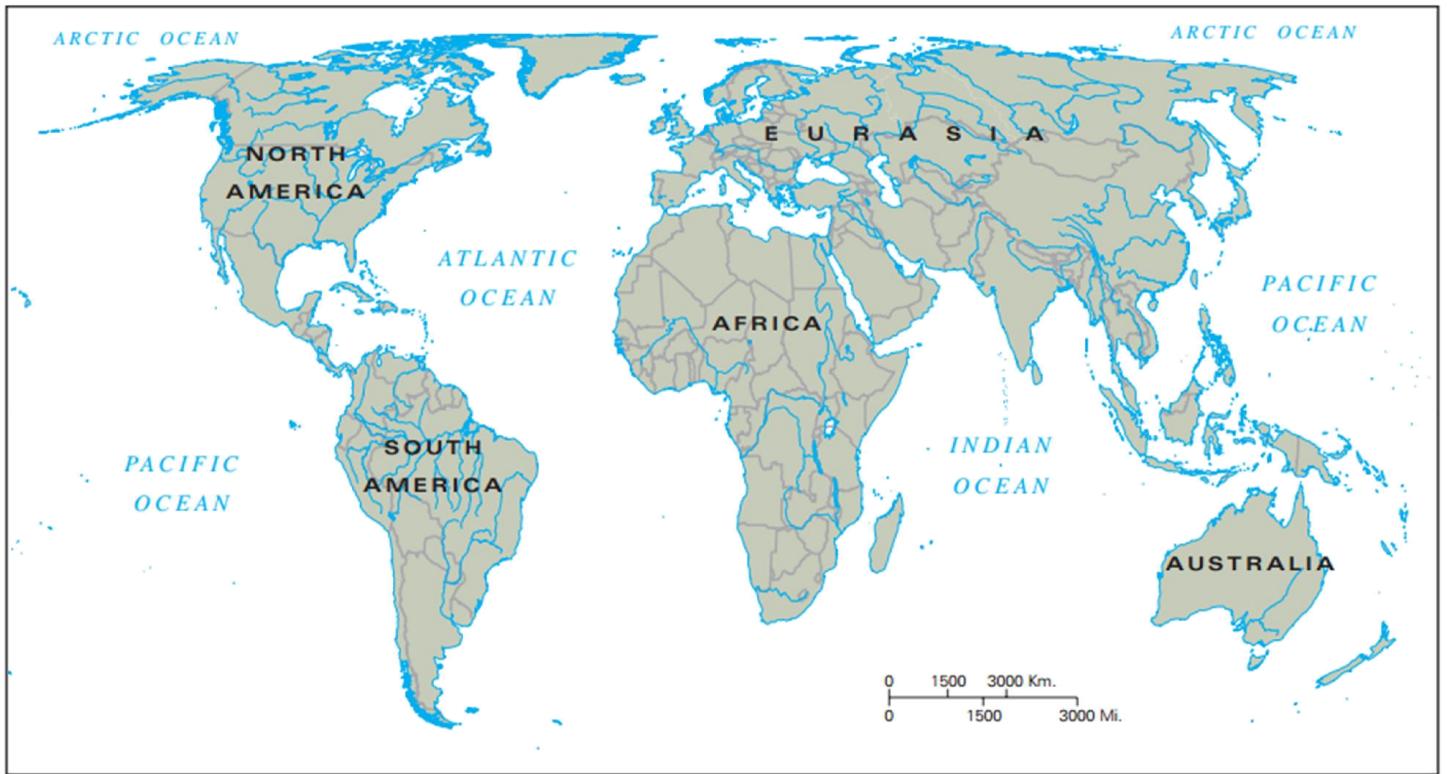 ARCTIC OCEAN
ARCTIC OCEAN
EURASIA
NORTH
AMERICA
ATLANTIC
OCEAN
PACIFIC
OCEAN
AFRICA
SOUTH
AMERICA
PACIFIC
OCEAN
INDIAN
OCEAN
AUSTRALIA
0 1500 3000 Km.
0 1500 3000 Mi.